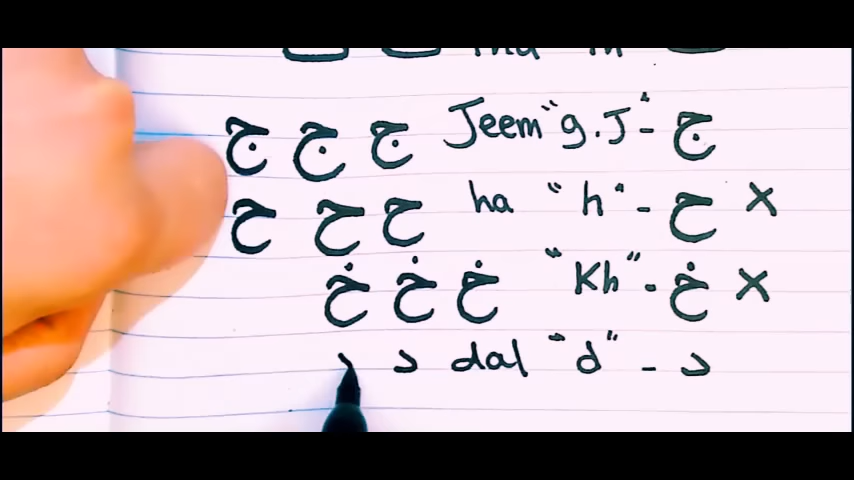 ج ج ج Jeem "g.J" - ج
ح ح ح ha "h" - ح X
خ خ خ "Kh" - خ X
د dal "d" - د